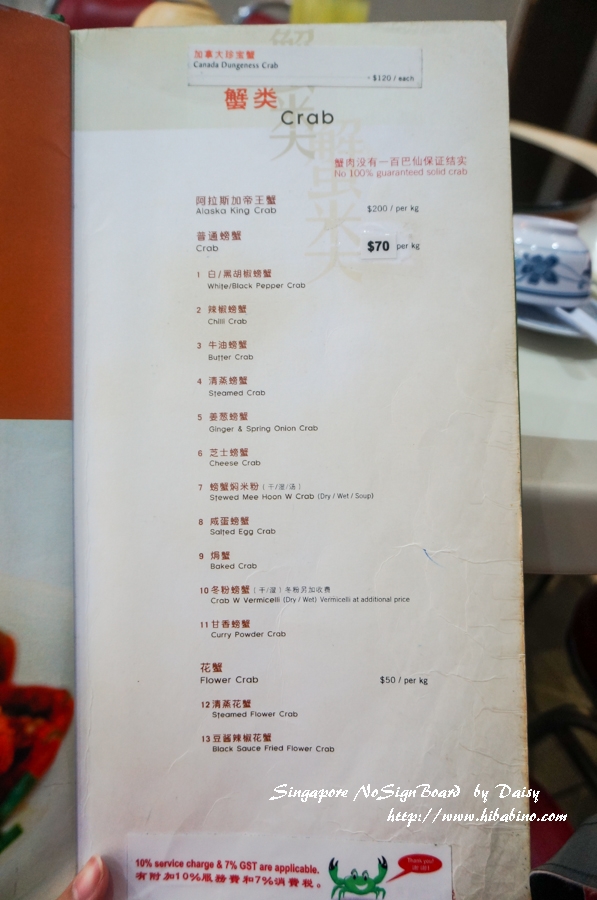 加拿大珍宝蟹
Canada Dungeness Crab
$120 / each
蟹类
Crab
蟹肉没有一百巴仙保证结实
No 100% guaranteed solid crab
阿拉斯加帝王蟹
Alaska King Crab $200 / per kg
普通螃蟹
Crab $70 per kg
1 白/黑胡椒螃蟹
White/Black Pepper Crab
2 辣椒螃蟹
Chilli Crab
3 牛油螃蟹
Butter Crab
4 清蒸螃蟹
Steamed Crab
5 姜葱螃蟹
Ginger & Spring Onion Crab
6 芝士螃蟹
Cheese Crab
7 螃蟹焖米粉 (干/湿/汤)
Stewed Mee Hoon W Crab (Dry / Wet / Soup)
8 咸蛋螃蟹
Salted Egg Crab
9 焗蟹
Baked Crab
10 冬粉螃蟹 (干/湿) 冬粉另加收费
Crab W Vermicelli (Dry / Wet) Vermicelli at additional price
11 甘香螃蟹
Curry Powder Crab
花蟹
Flower Crab $50 / per kg
12 清蒸花蟹
Steamed Flower Crab
13 豆酱辣椒花蟹
Black Sauce Fried Flower Crab
Singapore NoSignBoard by Daisy
http://www.hibabino.com
10% service charge & 7% GST are applicable.
有附加10%服務費和7%消費税。
Thank you!